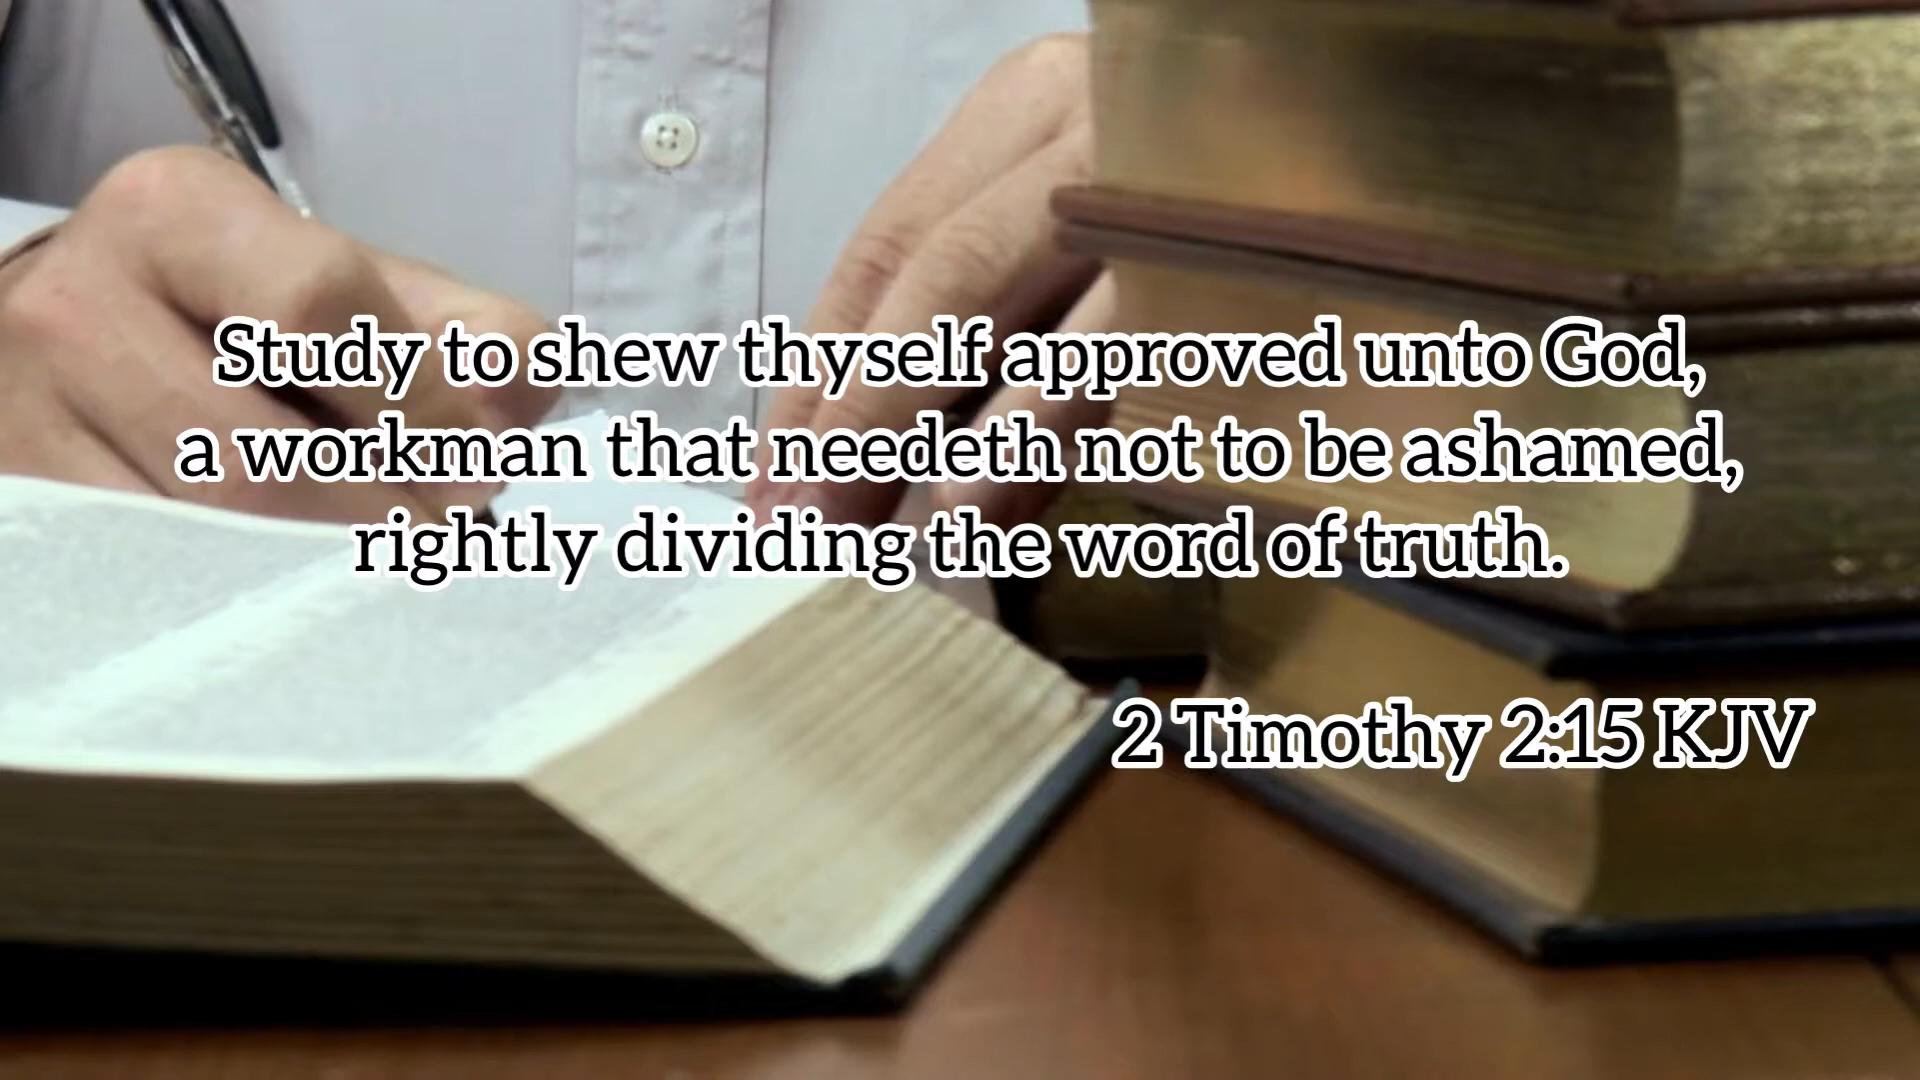 Study to shew thyself approved unto God,
a workman that needeth not to be ashamed,
rightly dividing the word of truth.
2 Timothy 2:15 KJV